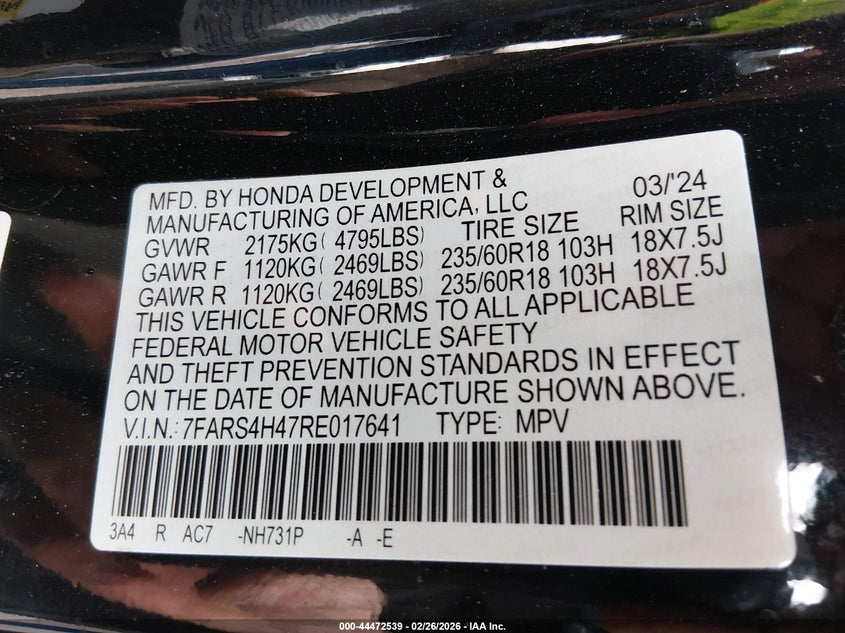 MFD. BY HONDA DEVELOPMENT & 03/'24
MANUFACTURING OF AMERICA, LLC
TIRE SIZE RIM SIZE
GVWR 2175KG( 4795LBS)
GAWR F 1120KG( 2469LBS) 235/60R18 103H 18X7.5J
GAWR R 1120KG( 2469LBS) 235/60R18 103H 18X7.5J
THIS VEHICLE CONFORMS TO ALL APPLICABLE
FEDERAL MOTOR VEHICLE SAFETY
AND THEFT PREVENTION STANDARDS IN EFFECT
ON THE DATE OF MANUFACTURE SHOWN ABOVE.
V.I.N.:7FARS4H47RE017641 TYPE: MPV
3A4 R AC7 -NH731P -A -E
000-44472539 - 02/26/2026 - IAA Inc.